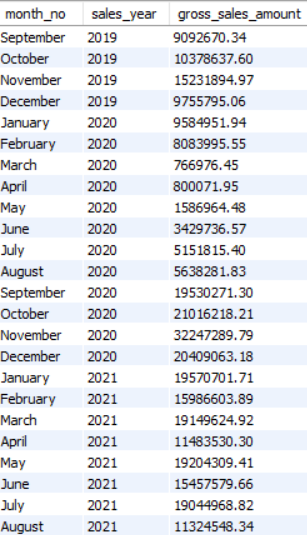 month_no sales_year gross_sales_amount
September 2019 9092670.34
October 2019 10378637.60
November 2019 15231894.97
December 2019 9755795.06
January 2020 9584951.94
February 2020 8083995.55
March 2020 766976.45
April 2020 800071.95
May 2020 1586964.48
June 2020 3429736.57
July 2020 5151815.40
August 2020 5638281.83
September 2020 19530271.30
October 2020 21016218.21
November 2020 32247289.79
December 2020 20409063.18
January 2021 19570701.71
February 2021 15986603.89
March 2021 19149624.92
April 2021 11483530.30
May 2021 19204309.41
June 2021 15457579.66
July 2021 19044968.82
August 2021 11324548.34